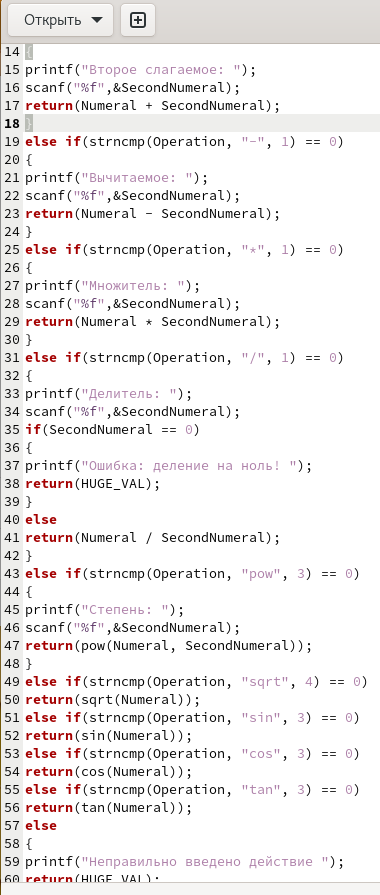 Открыть
14 {
15 printf("Второе слагаемое: ");
16 scanf("%f",&SecondNumeral);
17 return(Numeral + SecondNumeral);
18 }
19 else if(strncmp(Operation, "-", 1) == 0)
20 {
21 printf("Вычитаемое: ");
22 scanf("%f",&SecondNumeral);
23 return(Numeral - SecondNumeral);
24 }
25 else if(strncmp(Operation, "*", 1) == 0)
26 {
27 printf("Множитель: ");
28 scanf("%f",&SecondNumeral);
29 return(Numeral * SecondNumeral);
30 }
31 else if(strncmp(Operation, "/", 1) == 0)
32 {
33 printf("Делитель: ");
34 scanf("%f",&SecondNumeral);
35 if(SecondNumeral == 0)
36 {
37 printf("Ошибка: деление на ноль! ");
38 return(HUGE_VAL);
39 }
40 else
41 return(Numeral / SecondNumeral);
42 }
43 else if(strncmp(Operation, "pow", 3) == 0)
44 {
45 printf("Степень: ");
46 scanf("%f",&SecondNumeral);
47 return(pow(Numeral, SecondNumeral));
48 }
49 else if(strncmp(Operation, "sqrt", 4) == 0)
50 return(sqrt(Numeral));
51 else if(strncmp(Operation, "sin", 3) == 0)
52 return(sin(Numeral));
53 else if(strncmp(Operation, "cos", 3) == 0)
54 return(cos(Numeral));
55 else if(strncmp(Operation, "tan", 3) == 0)
56 return(tan(Numeral));
57 else
58 {
59 printf("Неправильно введено действие ");
60 return(HUGE_VAL);